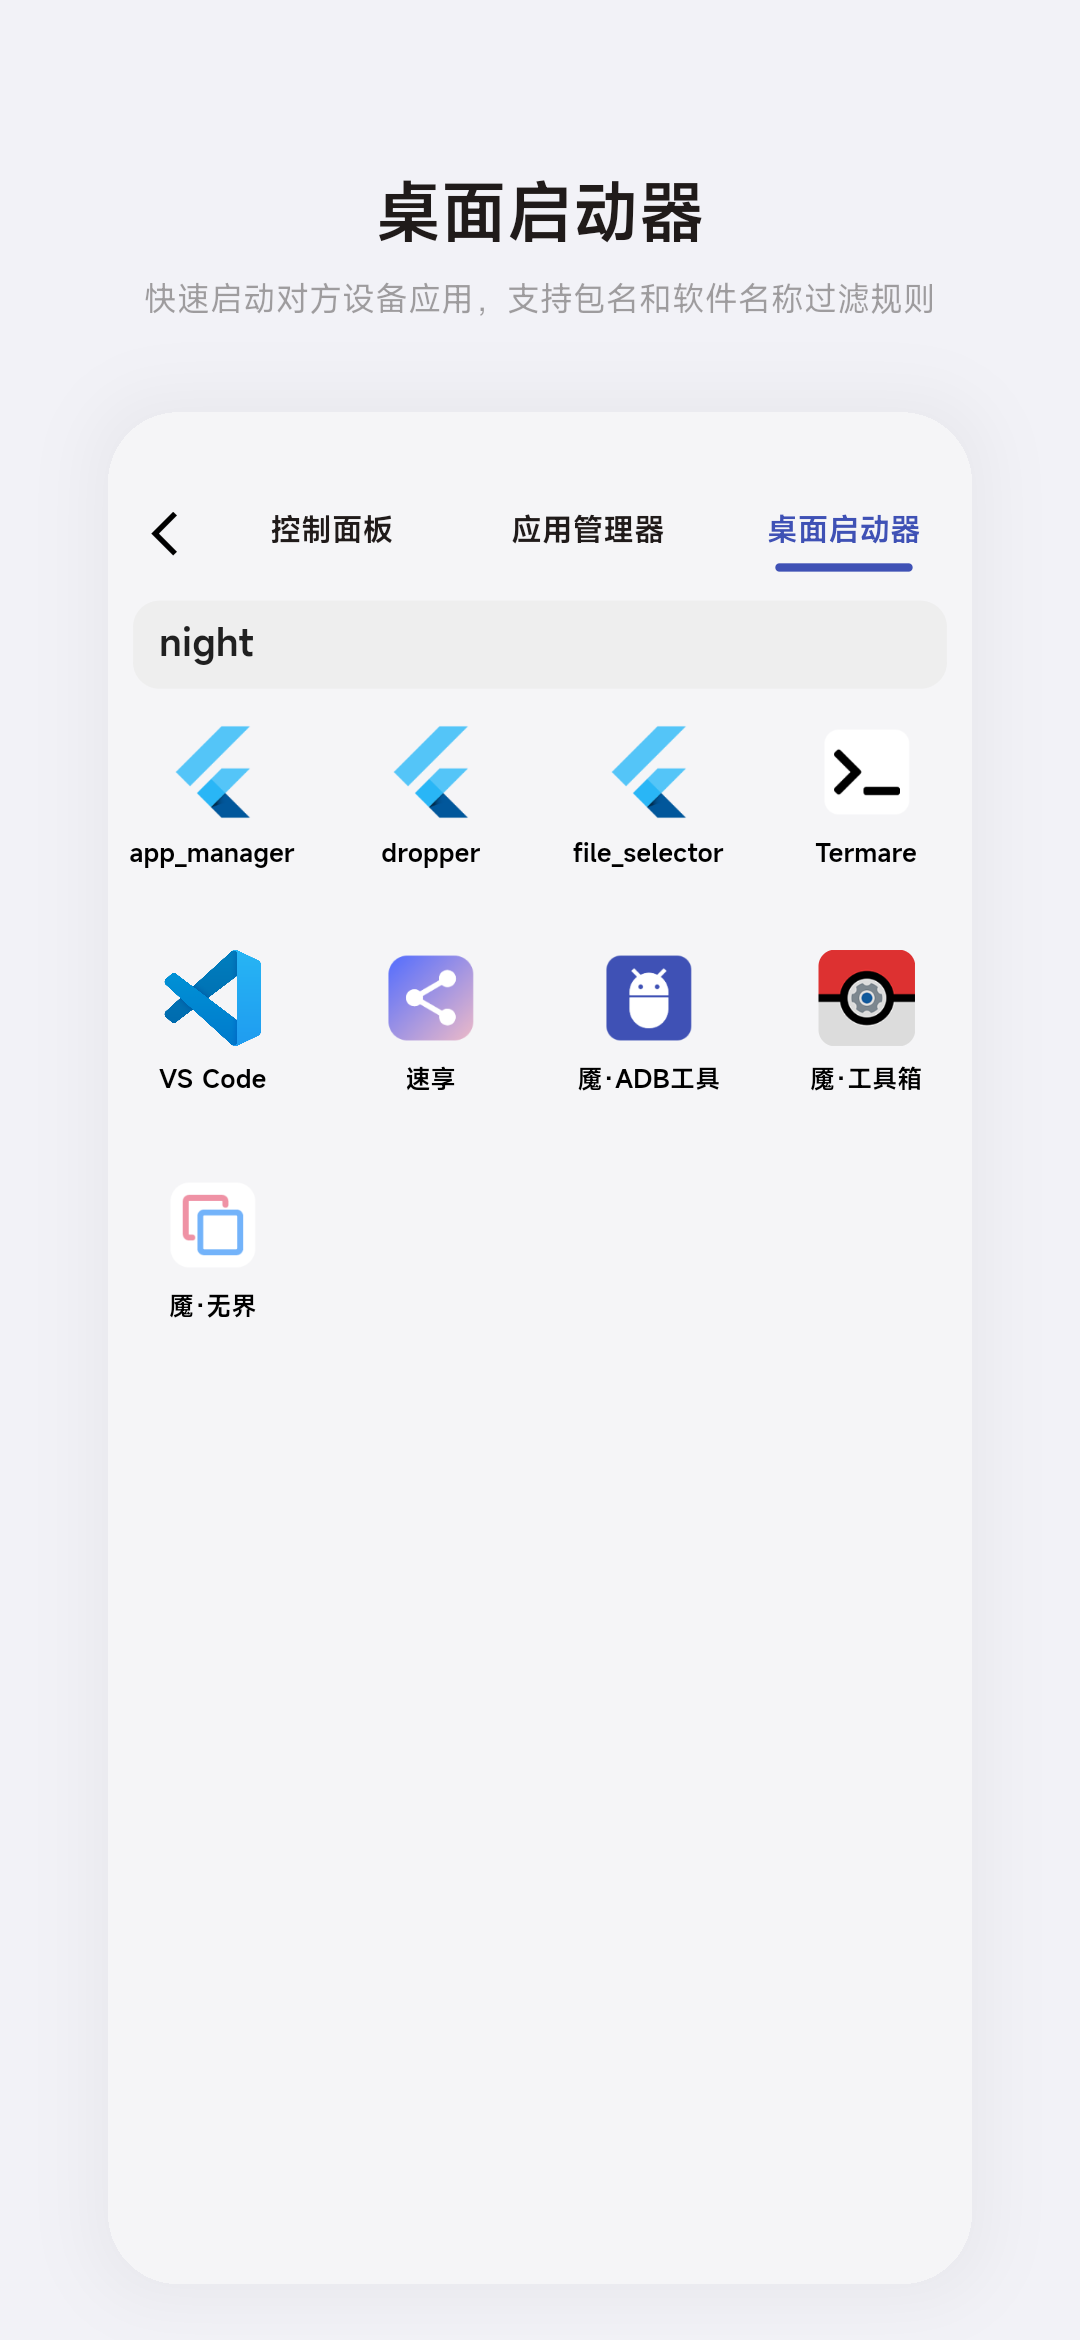 桌面启动器
快速启动对方设备应用，支持包名和软件名称过滤规则
控制面板 应用管理器 桌面启动器
night
app_manager dropper file_selector Termare
VS Code 速享 魇·ADB工具 魇·工具箱
魇·无界